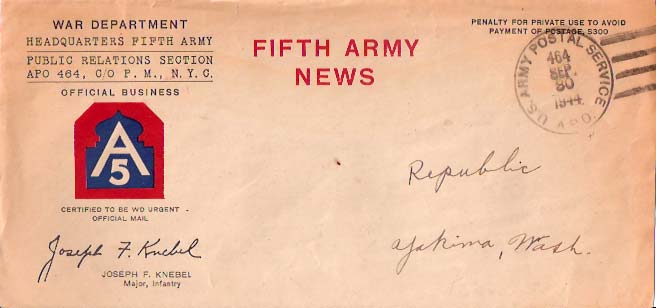 WAR DEPARTMENT
HEADQUARTERS FIFTH ARMY
PUBLIC RELATIONS SECTION
APO 464, C/O P. M., N. Y. C.
OFFICIAL BUSINESS
A
5
CERTIFIED TO BE WD URGENT -
OFFICIAL MAIL
Joseph F. Knebel
JOSEPH F. KNEBEL
Major, Infantry
FIFTH ARMY
NEWS
PENALTY FOR PRIVATE USE TO AVOID
PAYMENT OF POSTAGE, $300
U.S. ARMY POSTAL SERVICE
464
SEP
30
1944
A.P.O.
Republic
Yakima, Wash.